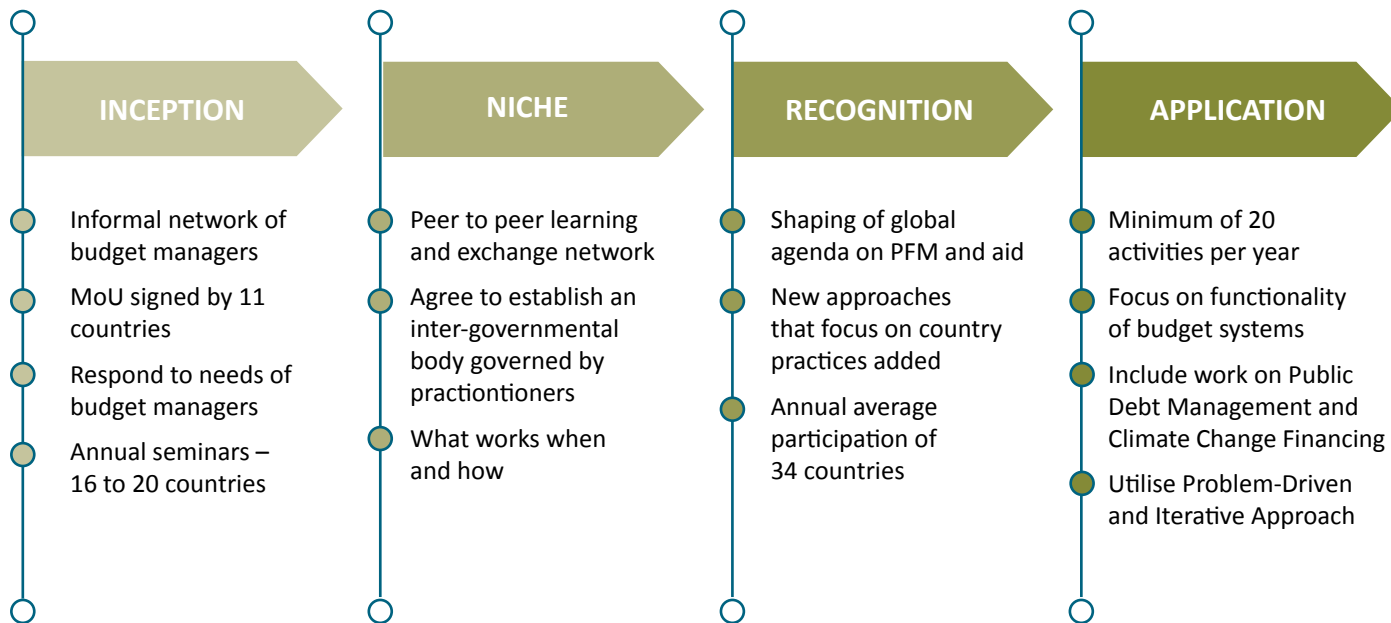 INCEPTION
Informal network of
budget managers
MoU signed by 11
countries
Respond to needs of
budget managers
Annual seminars –
16 to 20 countries
NICHE
Peer to peer learning
and exchange network
Agree to establish an
inter-governmental
body governed by
practiontioners
What works when
and how
RECOGNITION
Shaping of global
agenda on PFM and aid
New approaches
that focus on country
practices added
Annual average
participation of
34 countries
APPLICATION
Minimum of 20
activities per year
Focus on functionality
of budget systems
Include work on Public
Debt Management and
Climate Change Financing
Utilise Problem-Driven
and Iterative Approach